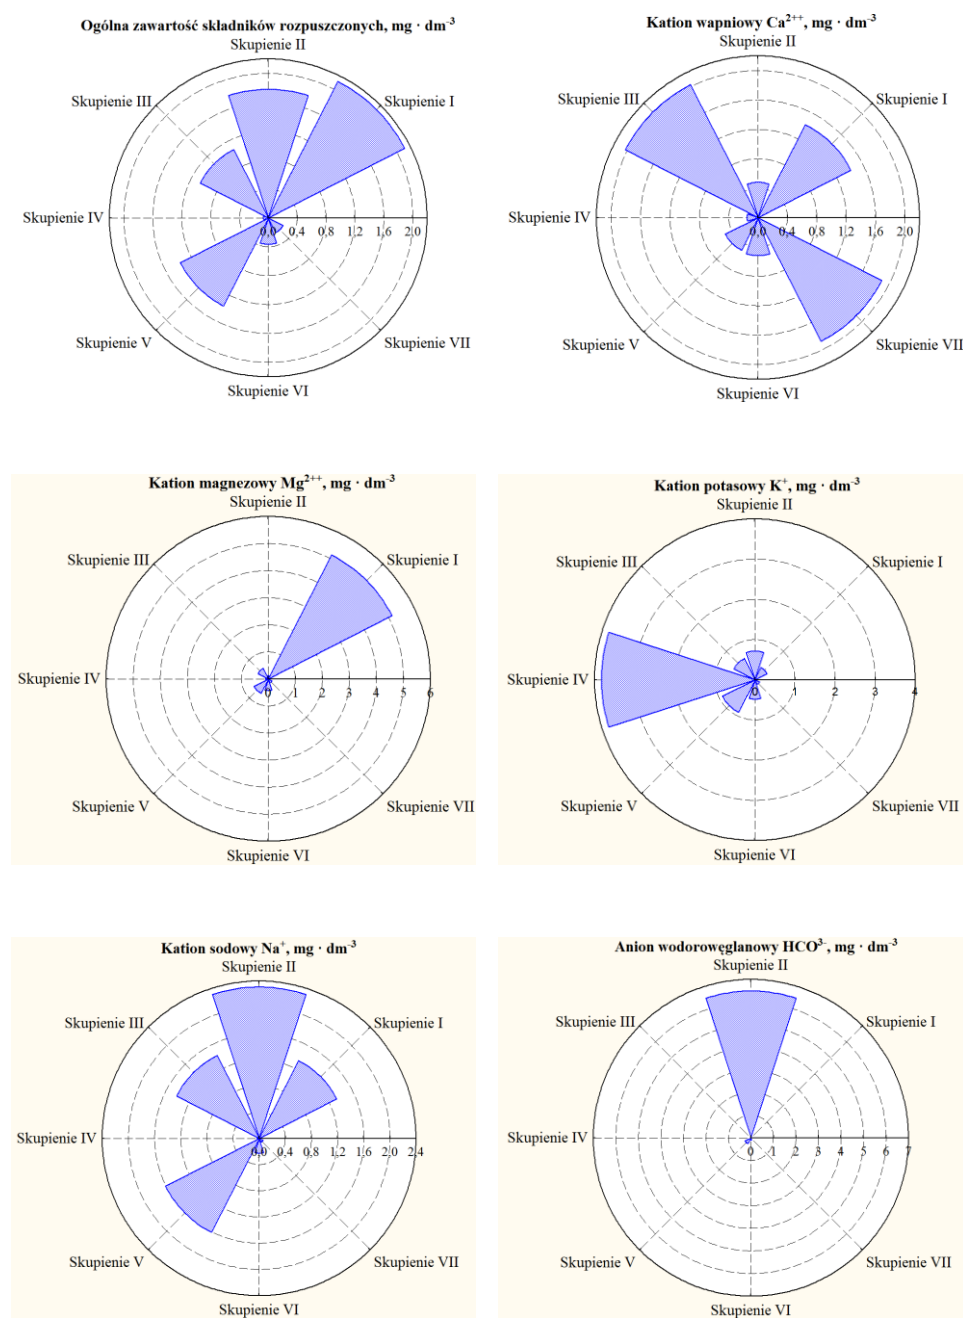 Ogólna zawartość składników rozpuszczonych, mg · dm-3
Skupienie II
Skupienie III
Skupienie I
Skupienie IV
0,0 0,4 0,8 1,2 1,6 2,0
Skupienie V
Skupienie VII
Skupienie VI
Kation wapniowy Ca2++, mg · dm-3
Skupienie II
Skupienie III
Skupienie I
Skupienie IV
0,0 0,4 0,8 1,2 1,6 2,0
Skupienie V
Skupienie VII
Skupienie VI
Kation magnezowy Mg2++, mg · dm-3
Skupienie II
Skupienie III
Skupienie I
Skupienie IV
0 1 2 3 4 5 6
Skupienie V
Skupienie VII
Skupienie VI
Kation potasowy K+, mg · dm-3
Skupienie II
Skupienie III
Skupienie I
Skupienie IV
0 1 2 3 4
Skupienie V
Skupienie VII
Skupienie VI
Kation sodowy Na+, mg · dm-3
Skupienie II
Skupienie III
Skupienie I
Skupienie IV
0,0 0,4 0,8 1,2 1,6 2,0 2,4
Skupienie V
Skupienie VII
Skupienie VI
Anion wodorowęglanowy HCO3-, mg · dm-3
Skupienie II
Skupienie III
Skupienie I
Skupienie IV
0 1 2 3 4 5 6 7
Skupienie V
Skupienie VII
Skupienie VI